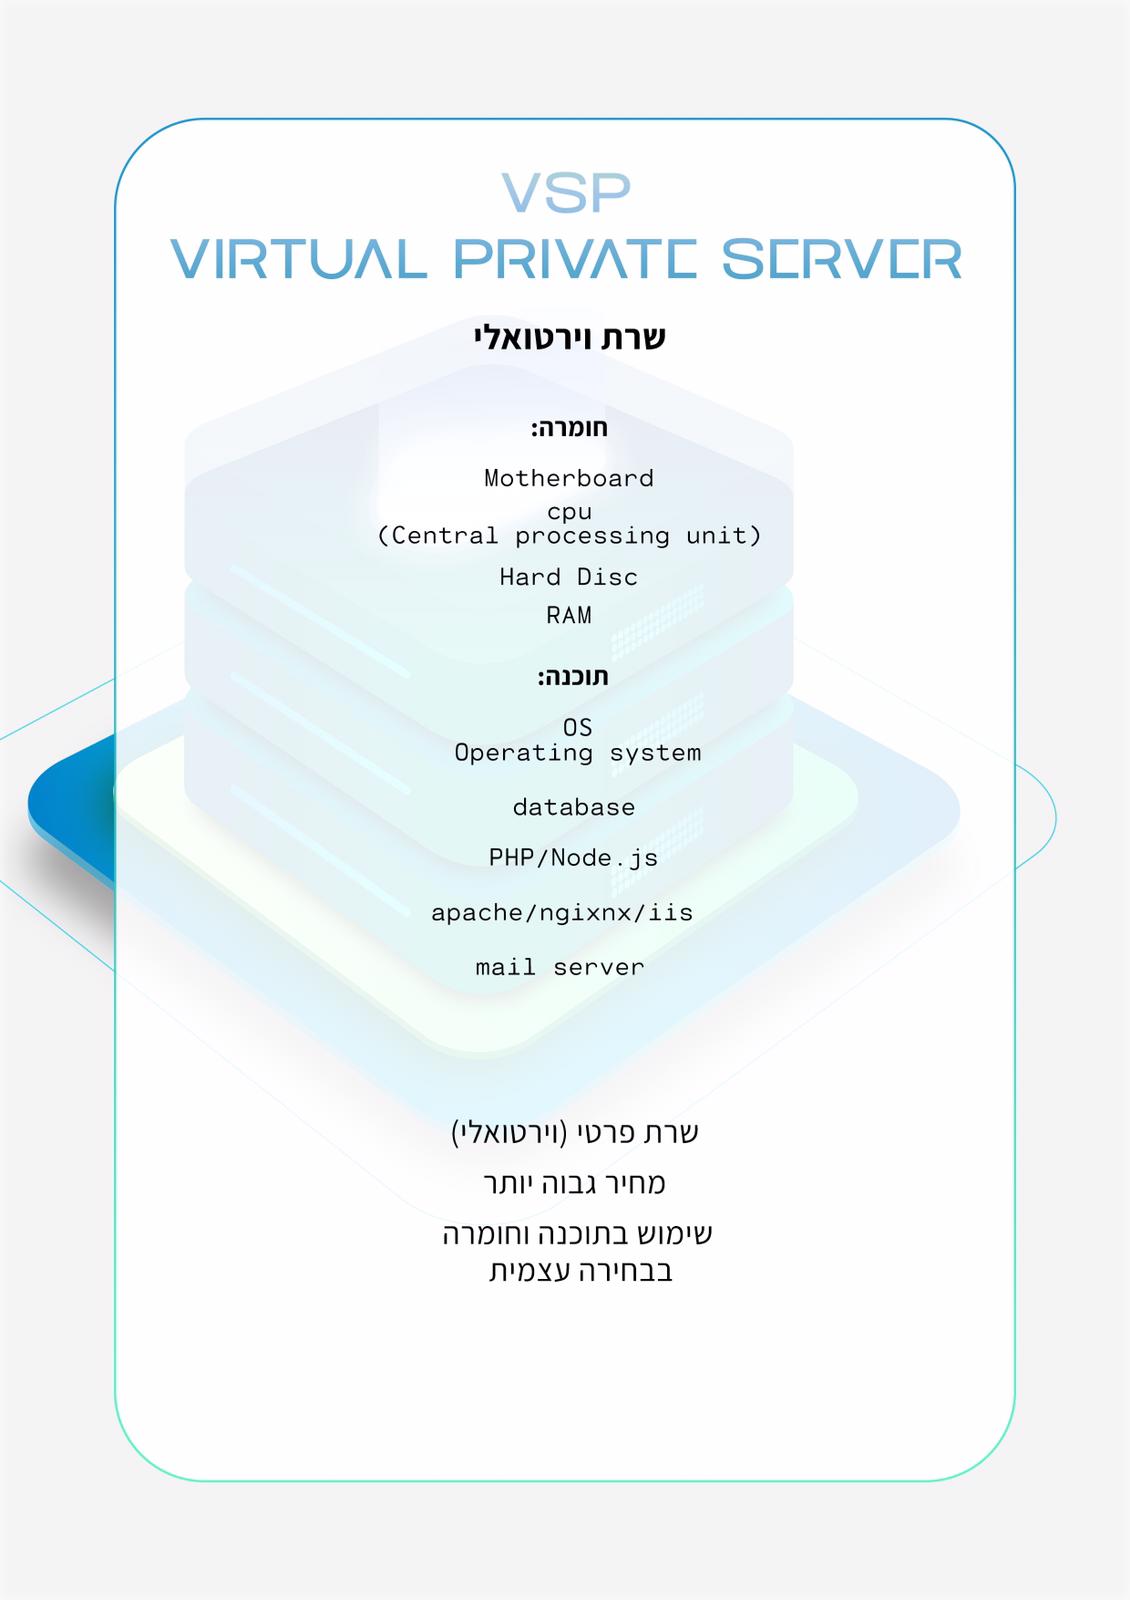 VSP
VIRTUAL PRIVATE SERVER
שרת וירטואלי
חומרה:
Motherboard
cpu
(Central processing unit)
Hard Disc
RAM
תוכנה:
OS
Operating system
database
PHP/Node.js
apache/ngixnx/iis
mail server
שרת פרטי (וירטואלי)
מחיר גבוה יותר
שימוש בתוכנה וחומרה
בבחירה עצמית